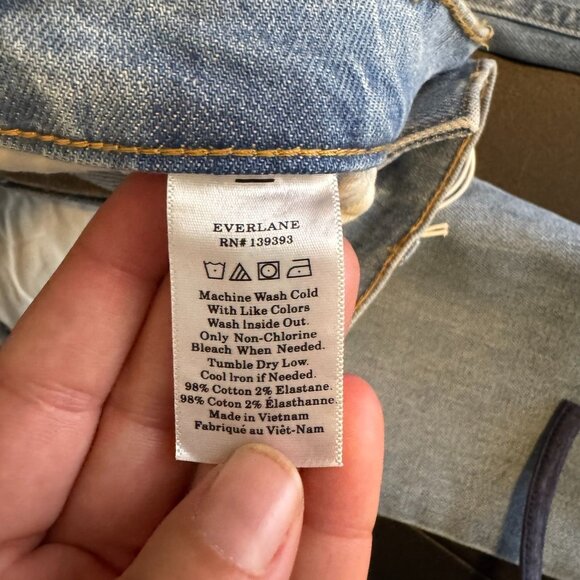 EVERLANE
RN# 139393
Machine Wash Cold
With Like Colors
Wash Inside Out.
Only Non-Chlorine
Bleach When Needed.
Tumble Dry Low.
Cool Iron if Needed.
98% Cotton 2% Elastane.
98% Coton 2% Élasthanne.
Made in Vietnam
Fabriqué au Viêt-Nam